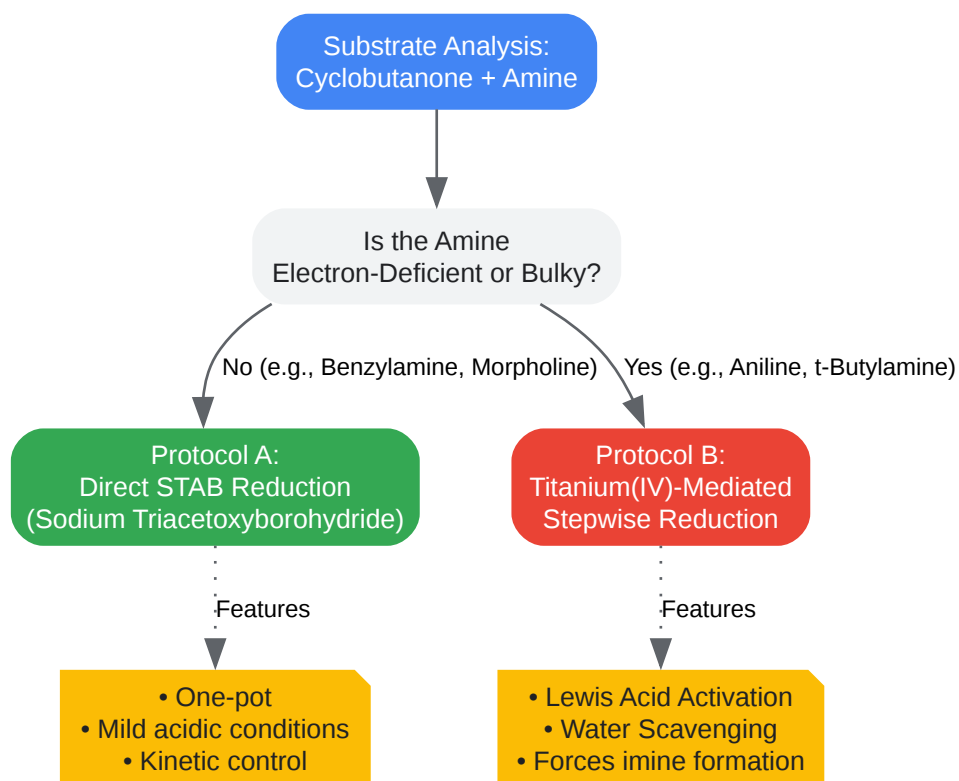 Substrate Analysis:
Cyclobutanone + Amine
Is the Amine
Electron-Deficient or Bulky?
No (e.g., Benzylamine, Morpholine)
Yes (e.g., Aniline, t-Butylamine)
Protocol A:
Direct STAB Reduction
(Sodium Triacetoxyborohydride)
Protocol B:
Titanium(IV)-Mediated
Stepwise Reduction
Features
Features
• One-pot
• Mild acidic conditions
• Kinetic control
• Lewis Acid Activation
• Water Scavenging
• Forces imine formation